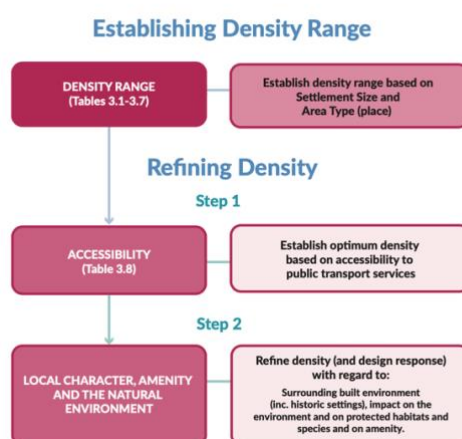 Establishing Density Range
DENSITY RANGE
(Tables 3.1-3.7)
Establish density range based on
Settlement Size and
Area Type (place)
Refining Density
Step 1
ACCESSIBILITY
(Table 3.8)
Establish optimum density
based on accessibility to
public transport services
Step 2
LOCAL CHARACTER, AMENITY
AND THE NATURAL
ENVIRONMENT
Refine density (and design response)
with regard to:
Surrounding built environment
(inc. historic settings), impact on the
environment and on protected habitats and
species and on amenity.